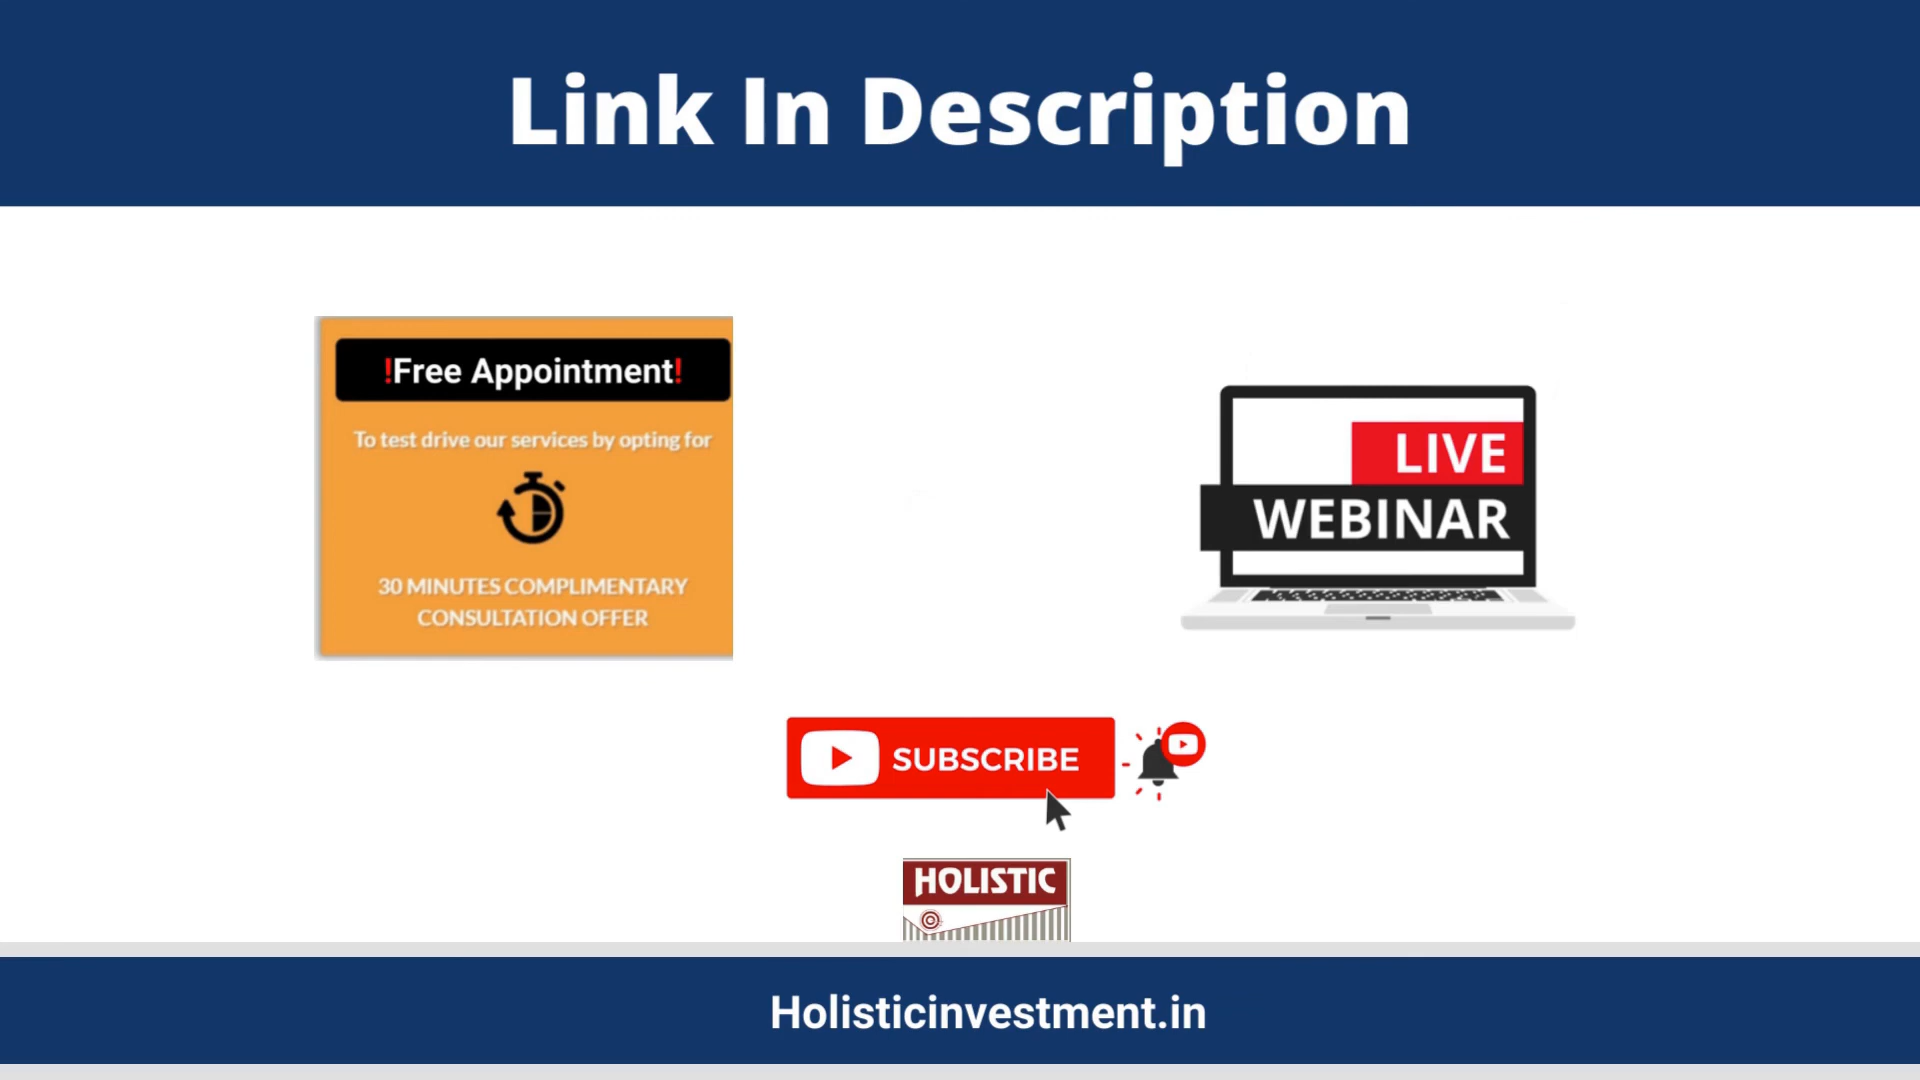 Link In Description
!Free Appointment!
To test drive our services by opting for
30 MINUTES COMPLIMENTARY
CONSULTATION OFFER
LIVE
WEBINAR
SUBSCRIBE
HOLISTIC
Holisticinvestment.in